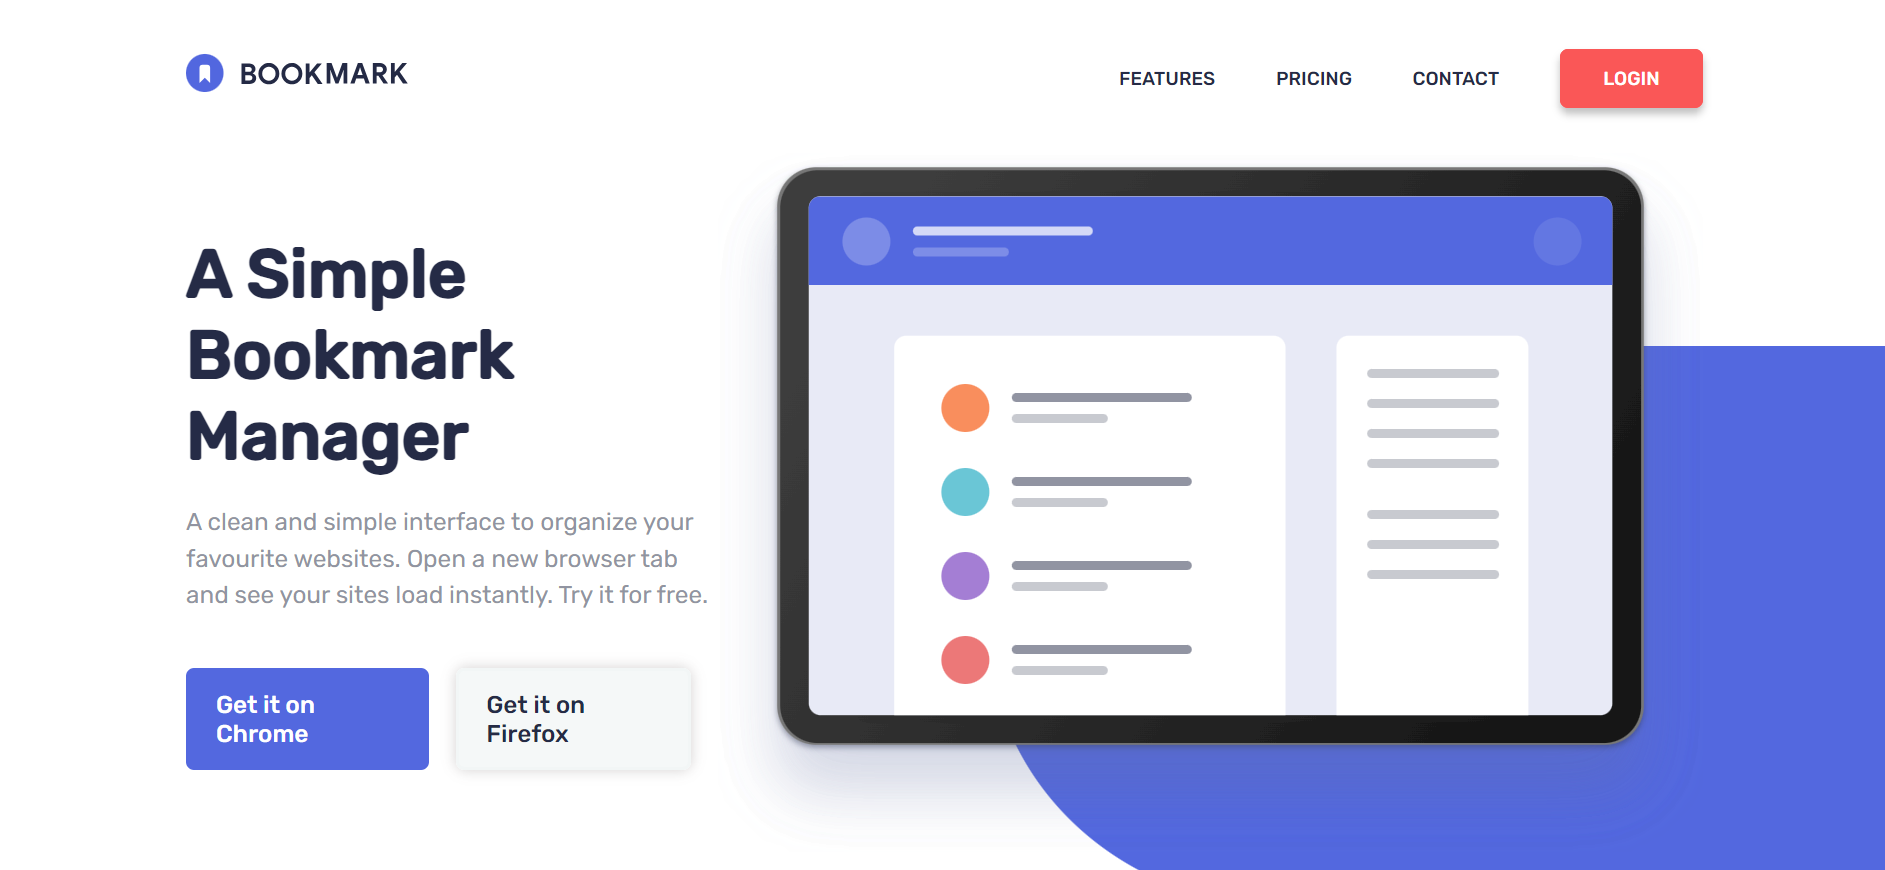 BOOKMARK
FEATURES PRICING CONTACT LOGIN
A Simple
Bookmark
Manager
A clean and simple interface to organize your
favourite websites. Open a new browser tab
and see your sites load instantly. Try it for free.
Get it on
Chrome
Get it on
Firefox